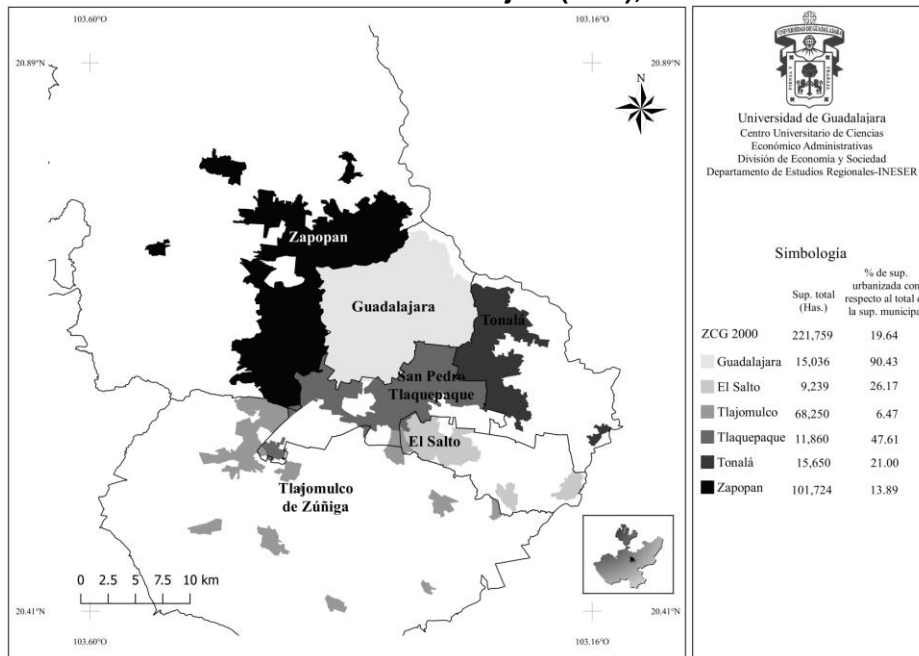 103.60°O
103.16°O
20.89°N
20.89°N
N
Zapopan
Guadalajara
Tonalá
San Pedro
Tlaquepaque
El Salto
Tlajomulco
de Zúñiga
0 2.5 5 7.5 10 km
20.41°N
20.41°N
103.60°O
103.16°O
Universidad de Guadalajara
Centro Universitario de Ciencias
Económico Administrativas
División de Economía y Sociedad
Departamento de Estudios Regionales-INESER
Simbología
Sup. total
(Has.)
% de sup.
urbanizada con
respecto al total
la sup. municipa
ZCG 2000 221,759 19.64
Guadalajara 15,036 90.43
El Salto 9,239 26.17
Tlajomulco 68,250 6.47
Tlaquepaque 11,860 47.61
Tonalá 15,650 21.00
Zapopan 101,724 13.89